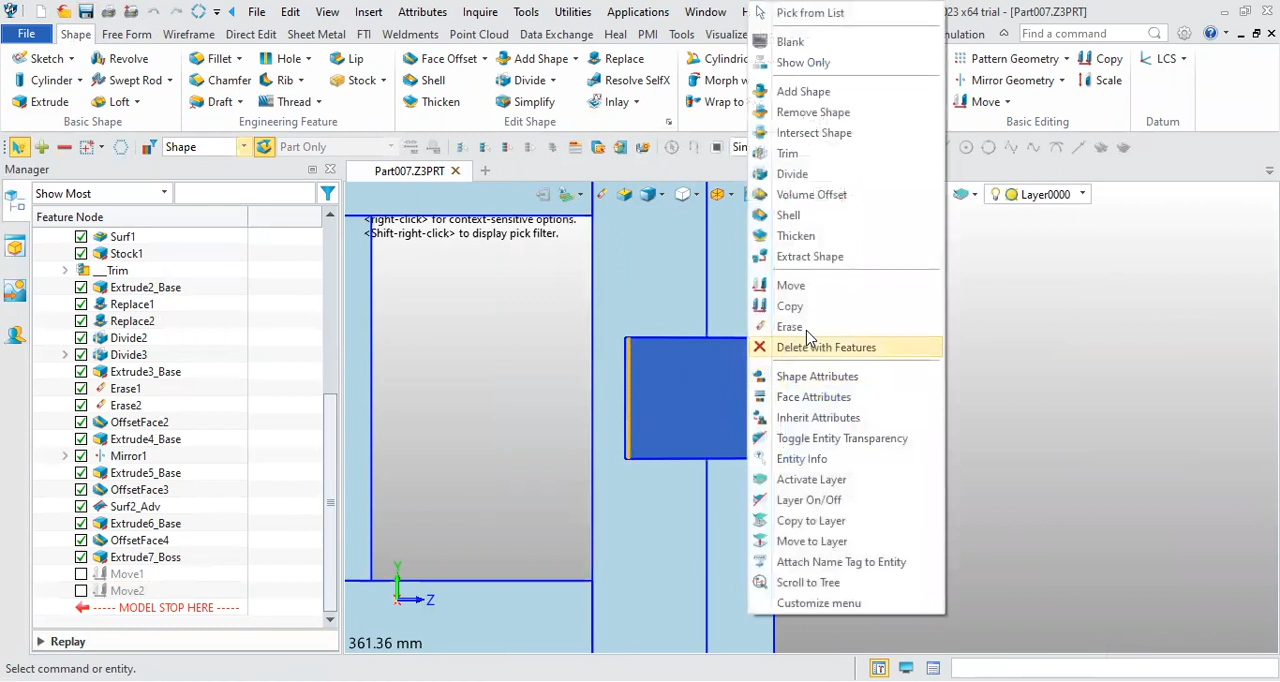 File Edit View Insert Attributes Inquire Tools Utilities Applications Window 2023 x64 trial - [Part007.Z3PRT]
File Shape Free Form Wireframe Direct Edit Sheet Metal FTI Weldments Point Cloud Data Exchange Heal PMI Tools Find a command
Sketch Revolve Fillet Hole Lip Face Offset Add Shape Replace Pattern Geometry Copy LCS
Chamfer Swept Rod Rib Stock Shell Divide Resolve SelfX Mirror Geometry Scale
Extrude Loft Draft Thread Thicken Simplify Inlay Wrap to Move
Basic Shape Engineering Feature Edit Shape Basic Editing Datum
Shape Part Only
Manager Part007.Z3PRT
Show Most Layer0000
Feature Node
<right-click> for context-sensitive options.
<Shift-right-click> to display pick filter.
Surf1
Stock1
__Trim
Extrude2_Base
Replace1
Replace2
Divide2
Divide3
Extrude3_Base
Erase1
Erase2
OffsetFace2
Extrude4_Base
Mirror1
Extrude5_Base
OffsetFace3
Surf2_Adv
Extrude6_Base
OffsetFace4
Extrude7_Boss
Move1
Move2
----- MODEL STOP HERE -----
Replay
Pick from List
Blank
Show Only
Add Shape
Remove Shape
Intersect Shape
Trim
Divide
Volume Offset
Shell
Thicken
Extract Shape
Move
Copy
Erase
Delete with Features
Shape Attributes
Face Attributes
Inherit Attributes
Toggle Entity Transparency
Entity Info
Activate Layer
Layer On/Off
Copy to Layer
Move to Layer
Attach Name Tag to Entity
Scroll to Tree
Customize menu
Y
Z
361.36 mm
Select command or entity.